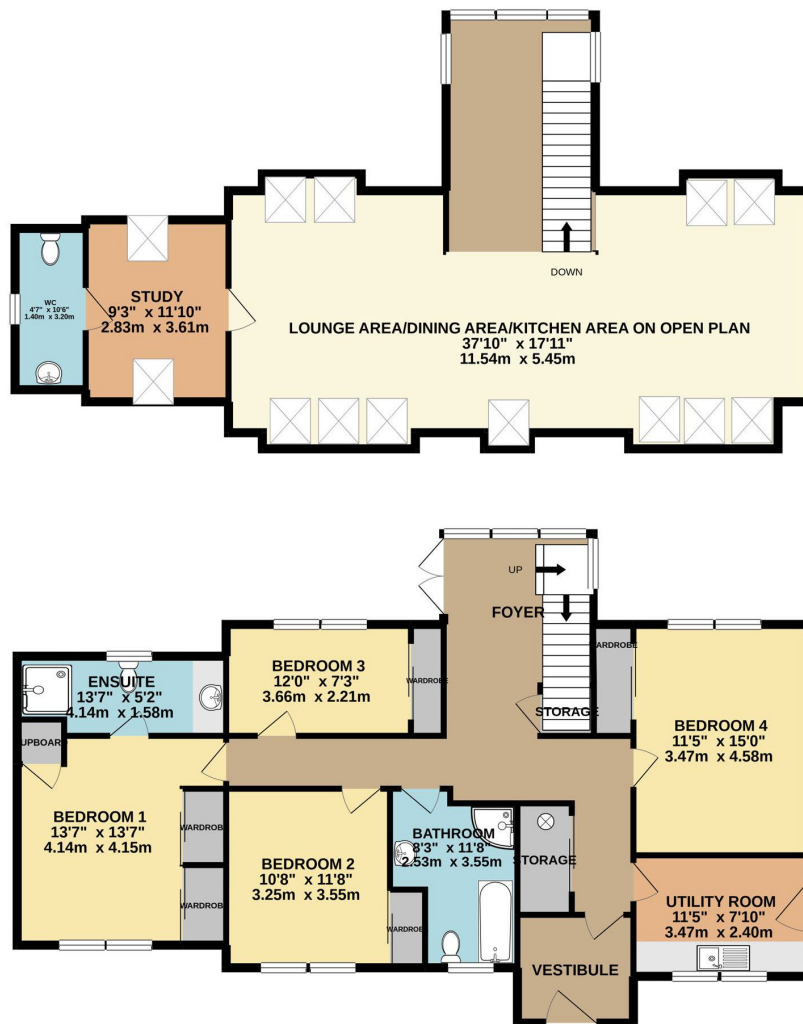 WC
4'7" x 10'6"
1.40m x 3.20m
STUDY
9'3" x 11'10"
2.83m x 3.61m
DOWN
LOUNGE AREA/DINING AREA/KITCHEN AREA ON OPEN PLAN
37'10" x 17'11"
11.54m x 5.45m
UP
FOYER
STORAGE
WARDROBE
BEDROOM 3
12'0" x 7'3"
3.66m x 2.21m
WARDROBE
ENSUITE
13'7" x 5'2"
4.14m x 1.58m
UPBOARD
BEDROOM 4
11'5" x 15'0"
3.47m x 4.58m
BEDROOM 1
13'7" x 13'7"
4.14m x 4.15m
WARDROBE
WARDROBE
BEDROOM 2
10'8" x 11'8"
3.25m x 3.55m
WARDROBE
BATHROOM
8'3" x 11'8"
2.53m x 3.55m
STORAGE
UTILITY ROOM
11'5" x 7'10"
3.47m x 2.40m
VESTIBULE